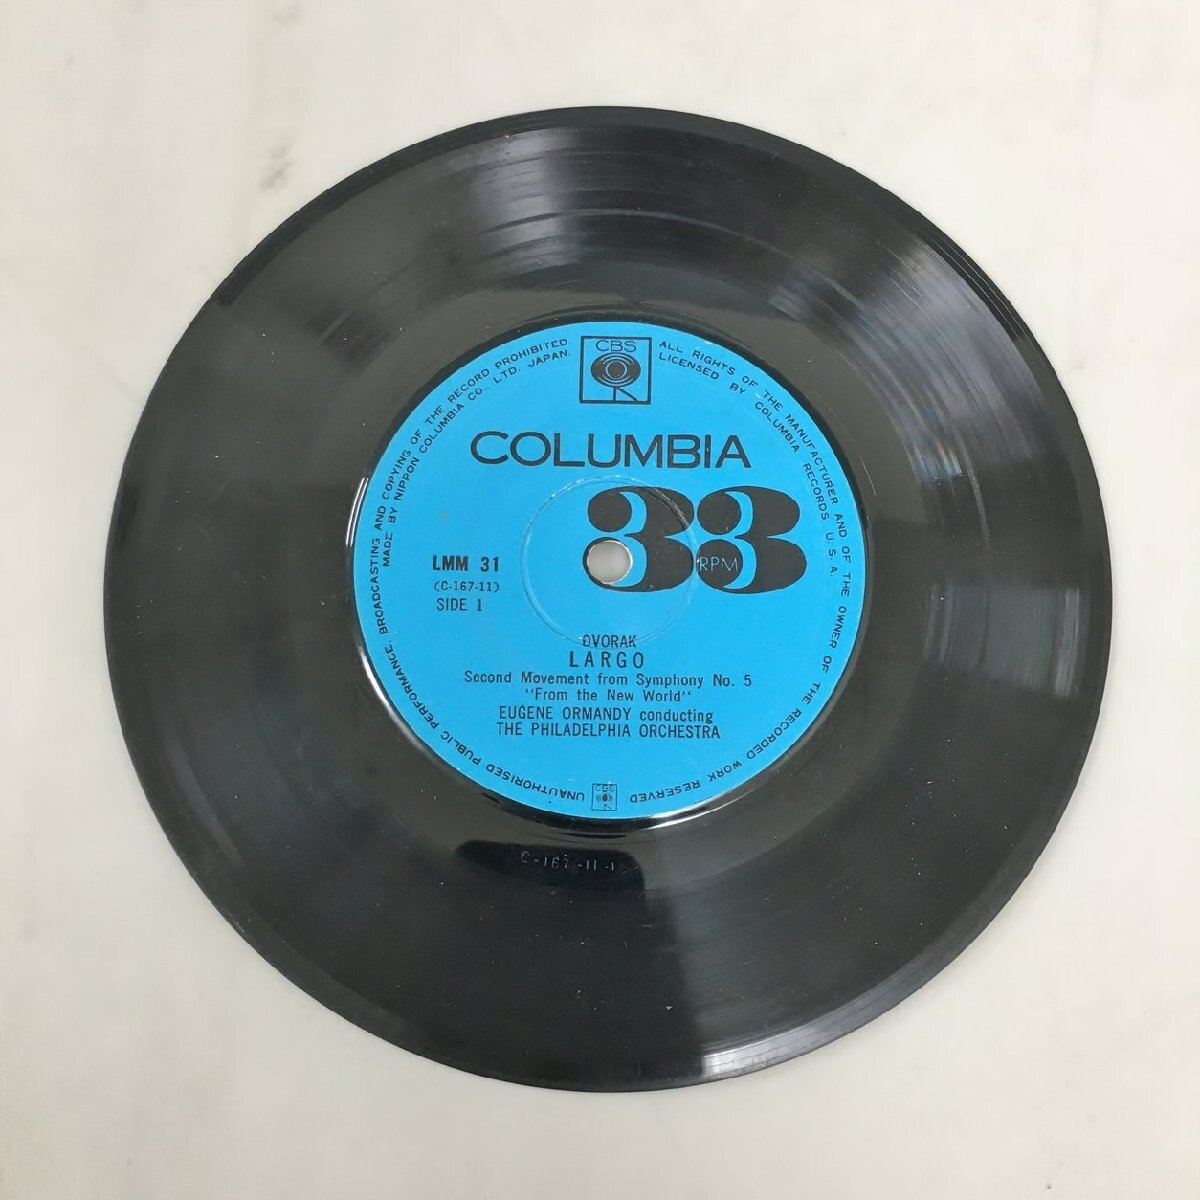 CBS
COLUMBIA
33
RPM
LMM 31
(C-167-11)
SIDE 1
DVORAK
LARGO
Second Movement from Symphony No. 5
"From the New World"
EUGENE ORMANDY conducting
THE PHILADELPHIA ORCHESTRA
UNAUTHORISED PUBLIC PERFORMANCE, BROADCASTING AND COPYING OF THE RECORD PROHIBITED.
MADE BY NIPPON COLUMBIA CO., LTD. JAPAN.
ALL RIGHTS OF THE MANUFACTURER AND OF THE OWNER OF THE RECORDED WORK RESERVED
LICENSED BY COLUMBIA RECORDS U.S.A.
CBS
C-167-11-1